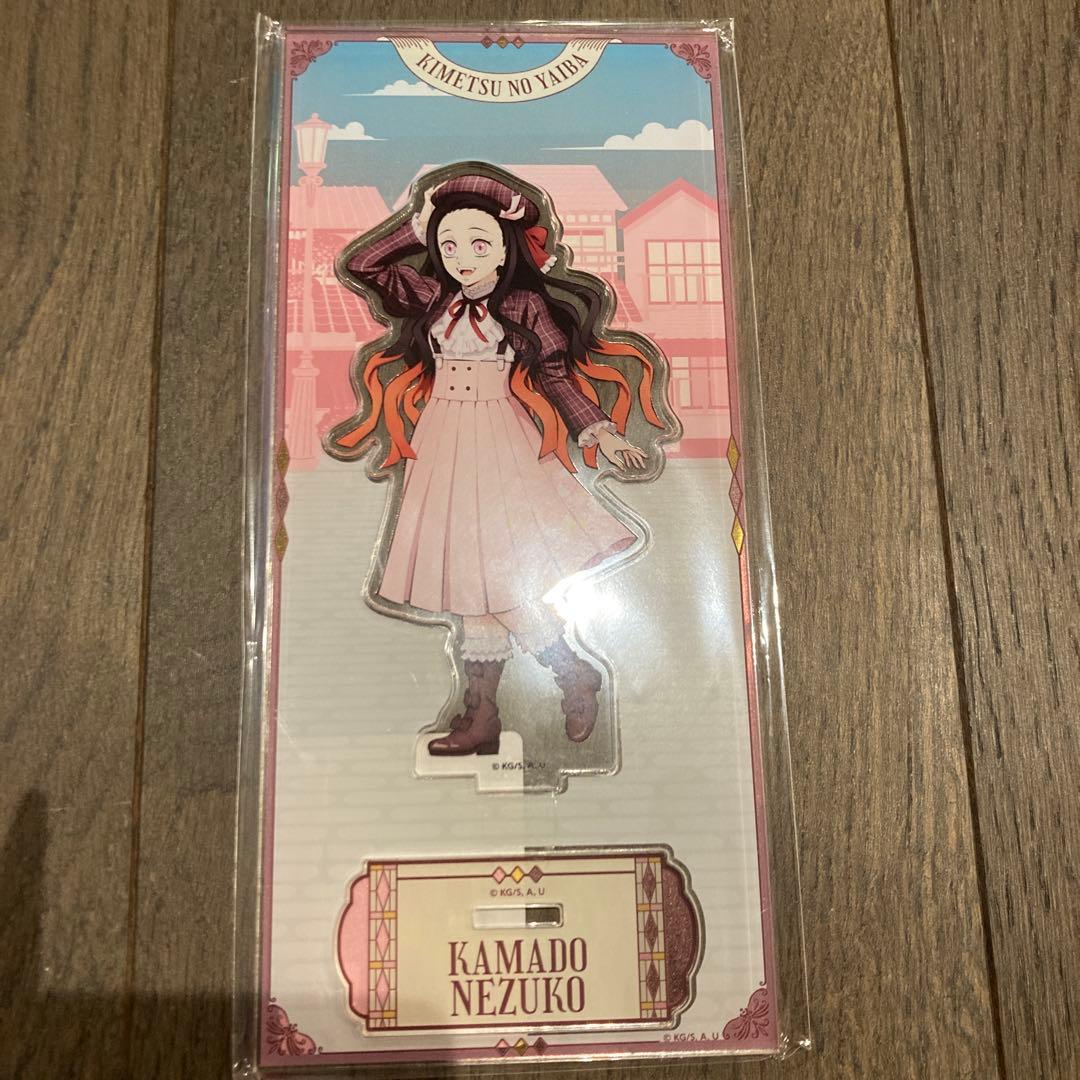 KIMETSU NO YAIBA
© KG/S, A, U
© KG/S, A, U
KAMADO
NEZUKO
© KG/S, A, U